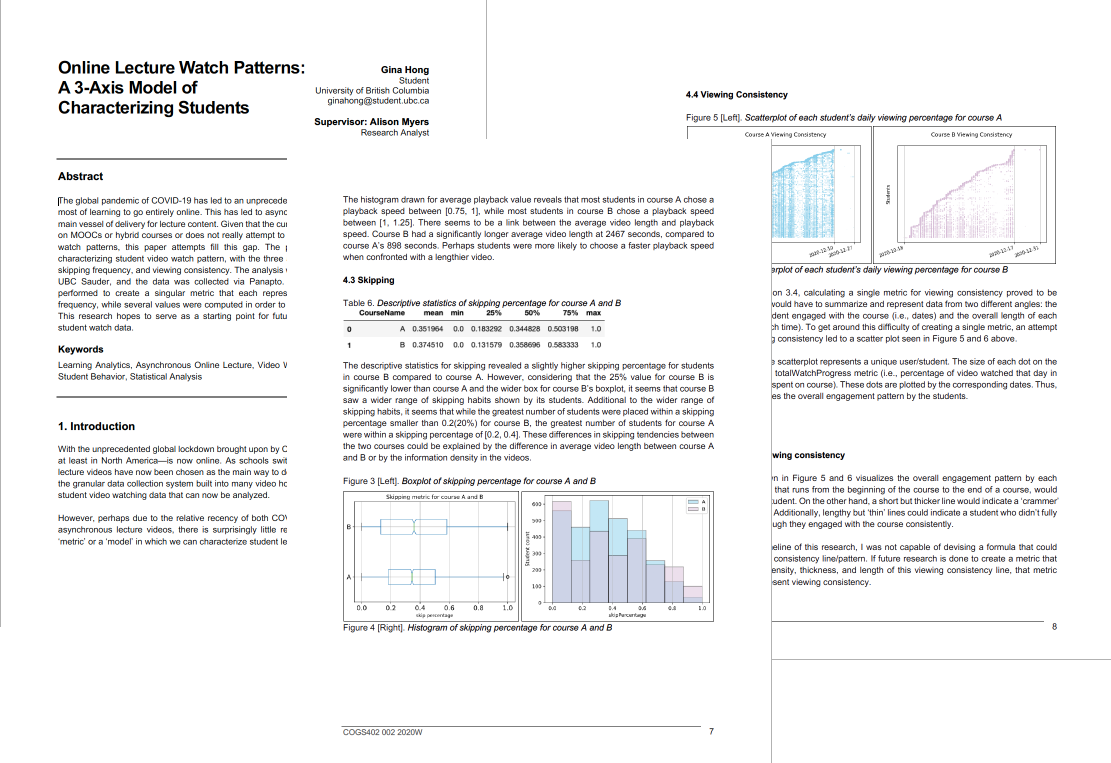 Online Lecture Watch Patterns:
A 3-Axis Model of
Characterizing Students
Gina Hong
Student
University of British Columbia
ginahong@student.ubc.ca
Supervisor: Alison Myers
Research Analyst
Abstract
The global pandemic of COVID-19 has led to an unprecede
most of learning to go entirely online. This has led to async
main vessel of delivery for lecture content. Given that the cu
on MOOCs or hybrid courses or does not really attempt to
watch patterns, this paper attempts fill this gap. The
characterizing student video watch pattern, with the three
skipping frequency, and viewing consistency. The analysis
UBC Sauder, and the data was collected via Panapto.
performed to create a singular metric that each repres
frequency, while several values were computed in order to
This research hopes to serve as a starting point for futu
student watch data.
Keywords
Learning Analytics, Asynchronous Online Lecture, Video
Student Behavior, Statistical Analysis
1. Introduction
With the unprecedented global lockdown brought upon by C
at least in North America—is now online. As schools swit
lecture videos have now been chosen as the main way to d
the granular data collection system built into many video ho
student video watching data that can now be analyzed.
However, perhaps due to the relative recency of both COV
asynchronous lecture videos, there is surprisingly little re
'metric' or a 'model' in which we can characterize student le
The histogram drawn for average playback value reveals that most students in course A chose a
playback speed between [0.75, 1], while most students in course B chose a playback speed
between [1, 1.25]. There seems to be a link between the average video length and playback
speed. Course B had a significantly longer average video length at 2467 seconds, compared to
course A's 898 seconds. Perhaps students were more likely to choose a faster playback speed
when confronted with a lengthier video.
4.3 Skipping
Table 6. Descriptive statistics of skipping percentage for course A and B
CourseName mean min 25% 50% 75% max
0 A 0.351964 0.0 0.183292 0.344828 0.503198 1.0
1 B 0.374510 0.0 0.131579 0.358696 0.583333 1.0
The descriptive statistics for skipping revealed a slightly higher skipping percentage for students
in course B compared to course A. However, considering that the 25% value for course B is
significantly lower than course A and the wider box for course B's boxplot, it seems that course B
saw a wider range of skipping habits shown by its students. Additional to the wider range of
skipping habits, it seems that while the greatest number of students were placed within a skipping
percentage smaller than 0.2(20%) for course B, the greatest number of students for course A
were within a skipping percentage of [0.2, 0.4]. These differences in skipping tendencies between
the two courses could be explained by the difference in average video length between course A
and B or by the information density in the videos.
Figure 3 [Left]. Boxplot of skipping percentage for course A and B
Skipping metric for course A and B
B
A
0.0 0.2 0.4 0.6 0.8 1.0
skip percentage
A
B
Student count
600
500
400
300
200
100
0
0.0 0.2 0.4 0.6 0.8 1.0
skipPercentage
Figure 4 [Right]. Histogram of skipping percentage for course A and B
COGS402 002 2020W
7
4.4 Viewing Consistency
Figure 5 [Left]. Scatterplot of each student's daily viewing percentage for course A
Course A Viewing Consistency
Course B Viewing Consistency
Students
erplot of each student's daily viewing percentage for course B
on 3.4, calculating a single metric for viewing consistency proved to be
would have to summarize and represent data from two different angles: the
dent engaged with the course (i.e., dates) and the overall length of each
ch time). To get around this difficulty of creating a single metric, an attempt
g consistency led to a scatter plot seen in Figure 5 and 6 above.
e scatterplot represents a unique user/student. The size of each dot on the
totalWatchProgress metric (i.e., percentage of video watched that day in
spent on course). These dots are plotted by the corresponding dates. Thus,
es the overall engagement pattern by the students.
wing consistency
n in Figure 5 and 6 visualizes the overall engagement pattern by each
that runs from the beginning of the course to the end of a course, would
udent. On the other hand, a short but thicker line would indicate a 'crammer'
Additionally, lengthy but 'thin' lines could indicate a student who didn't fully
ugh they engaged with the course consistently.
eline of this research, I was not capable of devising a formula that could
consistency line/pattern. If future research is done to create a metric that
ensity, thickness, and length of this viewing consistency line, that metric
esent viewing consistency.
8